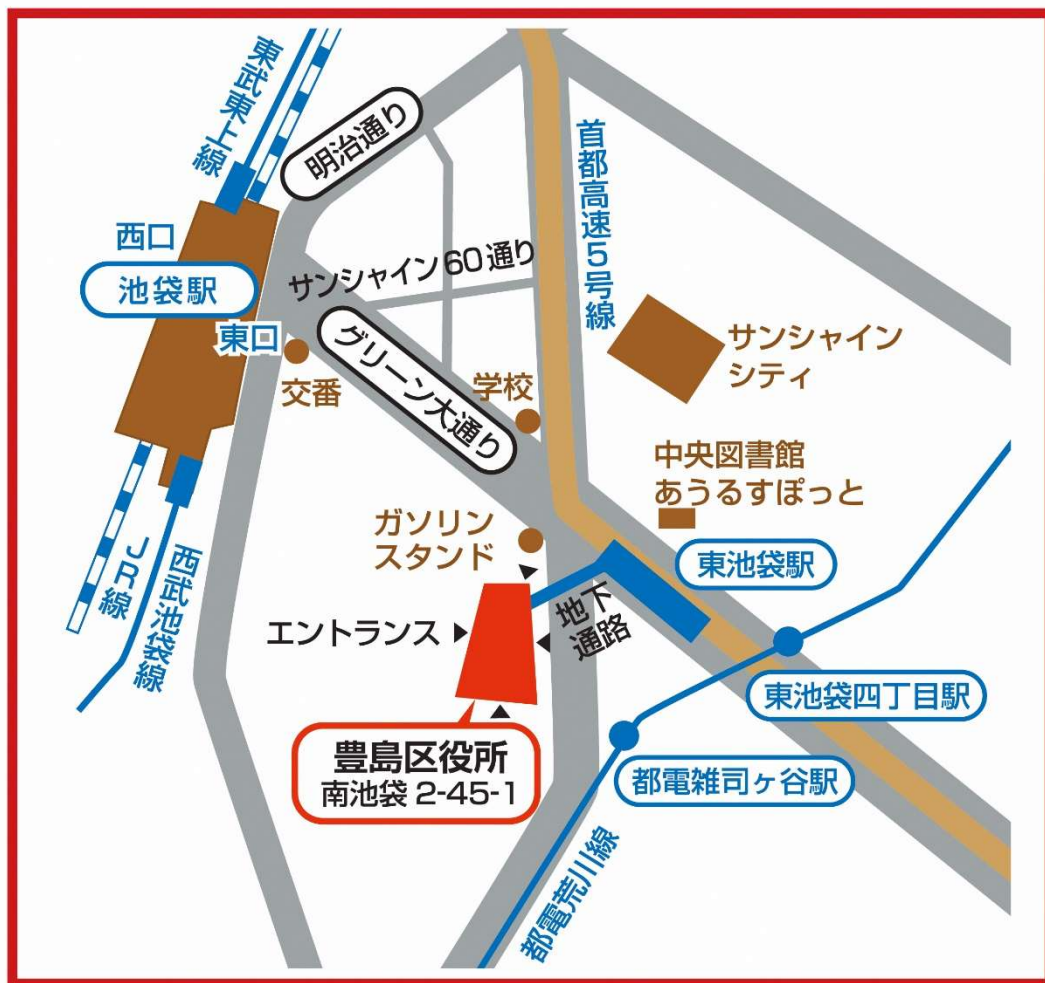 東武東上線
明治通り
首都高速5号線
西口
池袋駅
東口
サンシャイン60通り
グリーン大通り
交番
学校
サンシャイン
シティ
中央図書館
あうるすぽっと
ガソリン
スタンド
東池袋駅
JR線
西武池袋線
エントランス
地下
通路
東池袋四丁目駅
豊島区役所
南池袋 2-45-1
都電雑司ヶ谷駅
都電荒川線